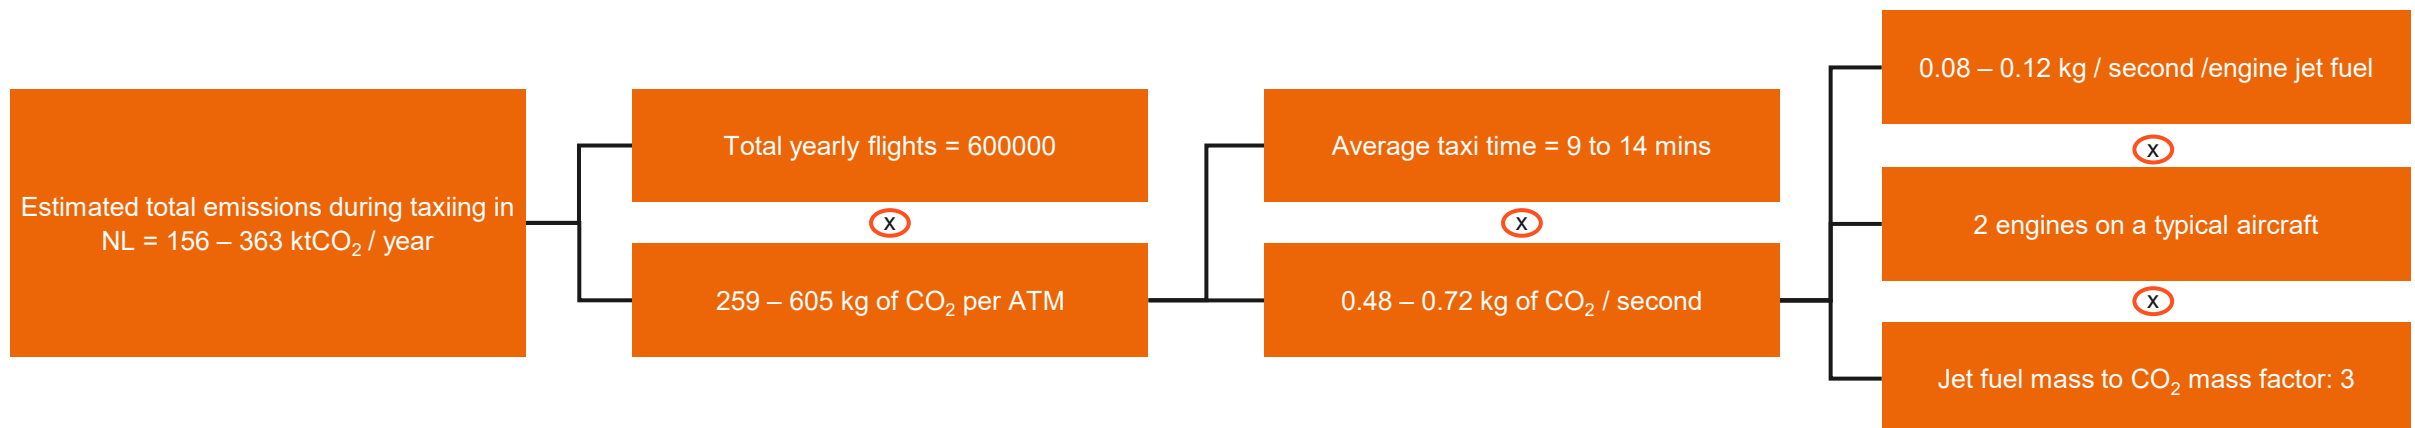 Estimated total emissions during taxiing in
NL = 156 – 363 ktCO₂ / year
Total yearly flights = 600000
x
259 – 605 kg of CO₂ per ATM
Average taxi time = 9 to 14 mins
x
0.48 – 0.72 kg of CO₂ / second
0.08 – 0.12 kg / second /engine jet fuel
x
2 engines on a typical aircraft
x
Jet fuel mass to CO₂ mass factor: 3